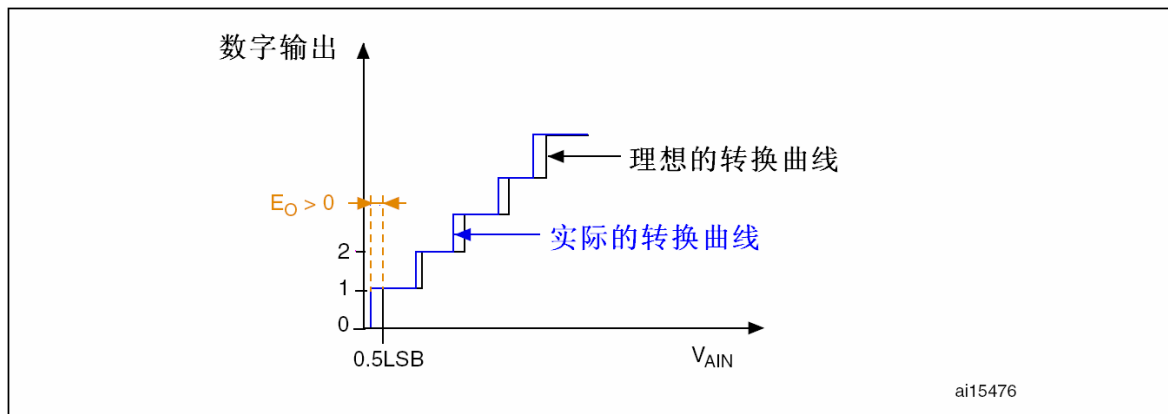 数字输出
理想的转换曲线
E_O > 0
实际的转换曲线
2
1
0
0.5LSB
V_AIN
ai15476